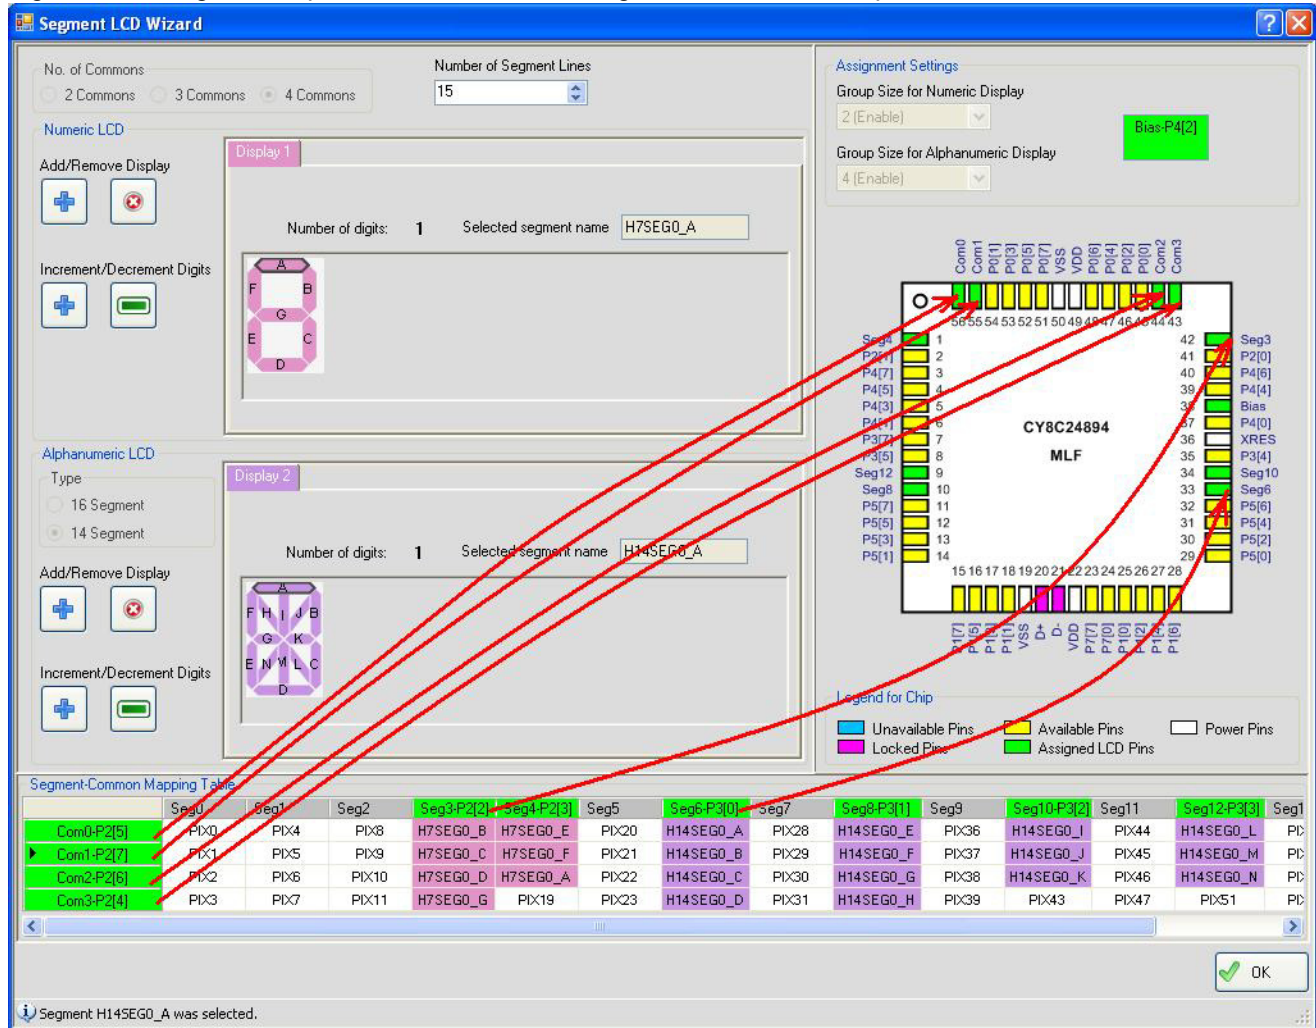 Segment LCD Wizard
No. of Commons
2 Commons 3 Commons 4 Commons
Number of Segment Lines
15
Numeric LCD
Add/Remove Display
Increment/Decrement Digits
Display 1
Number of digits: 1 Selected segment name H7SEG0_A
A
F B
G
E C
D
Alphanumeric LCD
Type
16 Segment
14 Segment
Add/Remove Display
Increment/Decrement Digits
Display 2
Number of digits: 1 Selected segment name H14SEG0_A
A
F H I J B
G K
E N M L C
D
Assignment Settings
Group Size for Numeric Display
2 (Enable)
Group Size for Alphanumeric Display
4 (Enable)
Bias-P4[2]
Com0 Com1 P0[1] P0[3] P0[5] P0[7] VSS VDD P0[6] P0[4] P0[2] P0[0] Com2 Com3
56 55 54 53 52 51 50 49 48 47 46 45 44 43
Seg4 1 42 Seg3
P2[1] 2 41 P2[0]
P4[7] 3 40 P4[6]
P4[5] 4 39 P4[4]
P4[3] 5 38 Bias
P4[1] 6 37 P4[0]
CY8C24894
P3[7] 7 36 XRES
P3[5] 8 35 P3[4]
MLF
Seg12 9 34 Seg10
Seg8 10 33 Seg6
P5[7] 11 32 P5[6]
P5[5] 12 31 P5[4]
P5[3] 13 30 P5[2]
P5[1] 14 29 P5[0]
15 16 17 18 19 20 21 22 23 24 25 26 27 28
P1[7] P1[5] P1[3] P1[1] VSS D+ D- VDD P7[7] P7[0] P1[0] P1[2] P1[4] P1[6]
Legend for Chip
Unavailable Pins Available Pins Power Pins
Locked Pins Assigned LCD Pins
Segment-Common Mapping Table
Seg0 Seg1 Seg2 Seg3-P2[2] Seg4-P2[3] Seg5 Seg6-P3[0] Seg7 Seg8-P3[1] Seg9 Seg10-P3[2] Seg11 Seg12-P3[3] Seg1
Com0-P2[5] PIX0 PIX4 PIX8 H7SEG0_B H7SEG0_E PIX20 H14SEG0_A PIX28 H14SEG0_E PIX36 H14SEG0_I PIX44 H14SEG0_L PI
Com1-P2[7] PIX1 PIX5 PIX9 H7SEG0_C H7SEG0_F PIX21 H14SEG0_B PIX29 H14SEG0_F PIX37 H14SEG0_J PIX45 H14SEG0_M PI
Com2-P2[6] PIX2 PIX6 PIX10 H7SEG0_D H7SEG0_A PIX22 H14SEG0_C PIX30 H14SEG0_G PIX38 H14SEG0_K PIX46 H14SEG0_N PI
Com3-P2[4] PIX3 PIX7 PIX11 H7SEG0_G PIX19 PIX23 H14SEG0_D PIX31 H14SEG0_H PIX39 PIX43 PIX47 PIX51 PI
OK
Segment H14SEG0_A was selected.